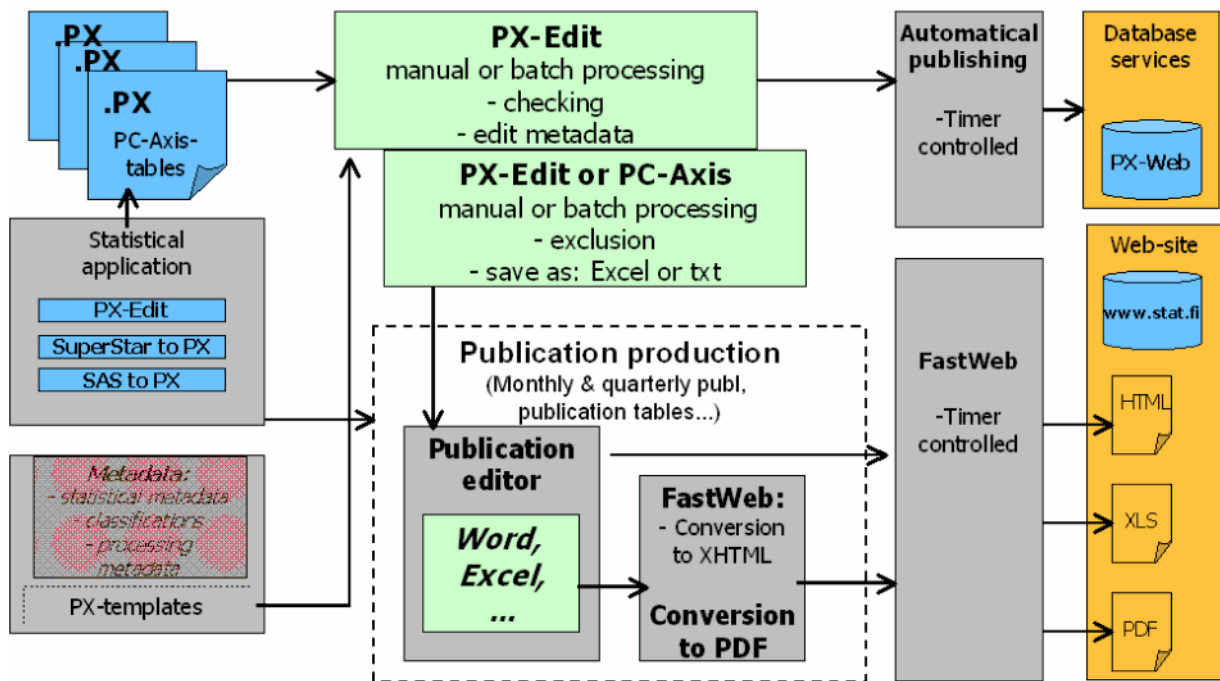 .PX
.PX
.PX
PC-Axis-
tables
PX-Edit
manual or batch processing
- checking
- edit metadata
PX-Edit or PC-Axis
manual or batch processing
- exclusion
- save as: Excel or txt
Automatical
publishing
-Timer
controlled
Database
services
PX-Web
Statistical
application
PX-Edit
SuperStar to PX
SAS to PX
Metadata:
- statistical metadata
- classifications
- processing
metadata
PX-templates
Publication production
(Monthly & quarterly publ,
publication tables...)
Publication
editor
Word,
Excel,
...
FastWeb:
- Conversion
to XHTML
Conversion
to PDF
FastWeb
-Timer
controlled
Web-site
www.stat.fi
HTML
XLS
PDF